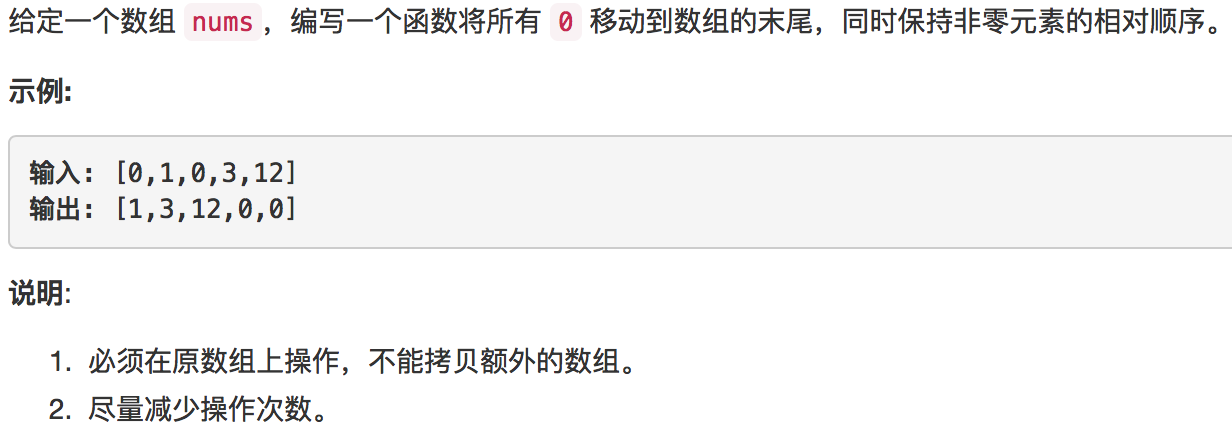 给定一个数组 nums，编写一个函数将所有 0 移动到数组的末尾，同时保持非零元素的相对顺序。
示例:
输入: [0,1,0,3,12]
输出: [1,3,12,0,0]
说明:
1. 必须在原数组上操作，不能拷贝额外的数组。
2. 尽量减少操作次数。